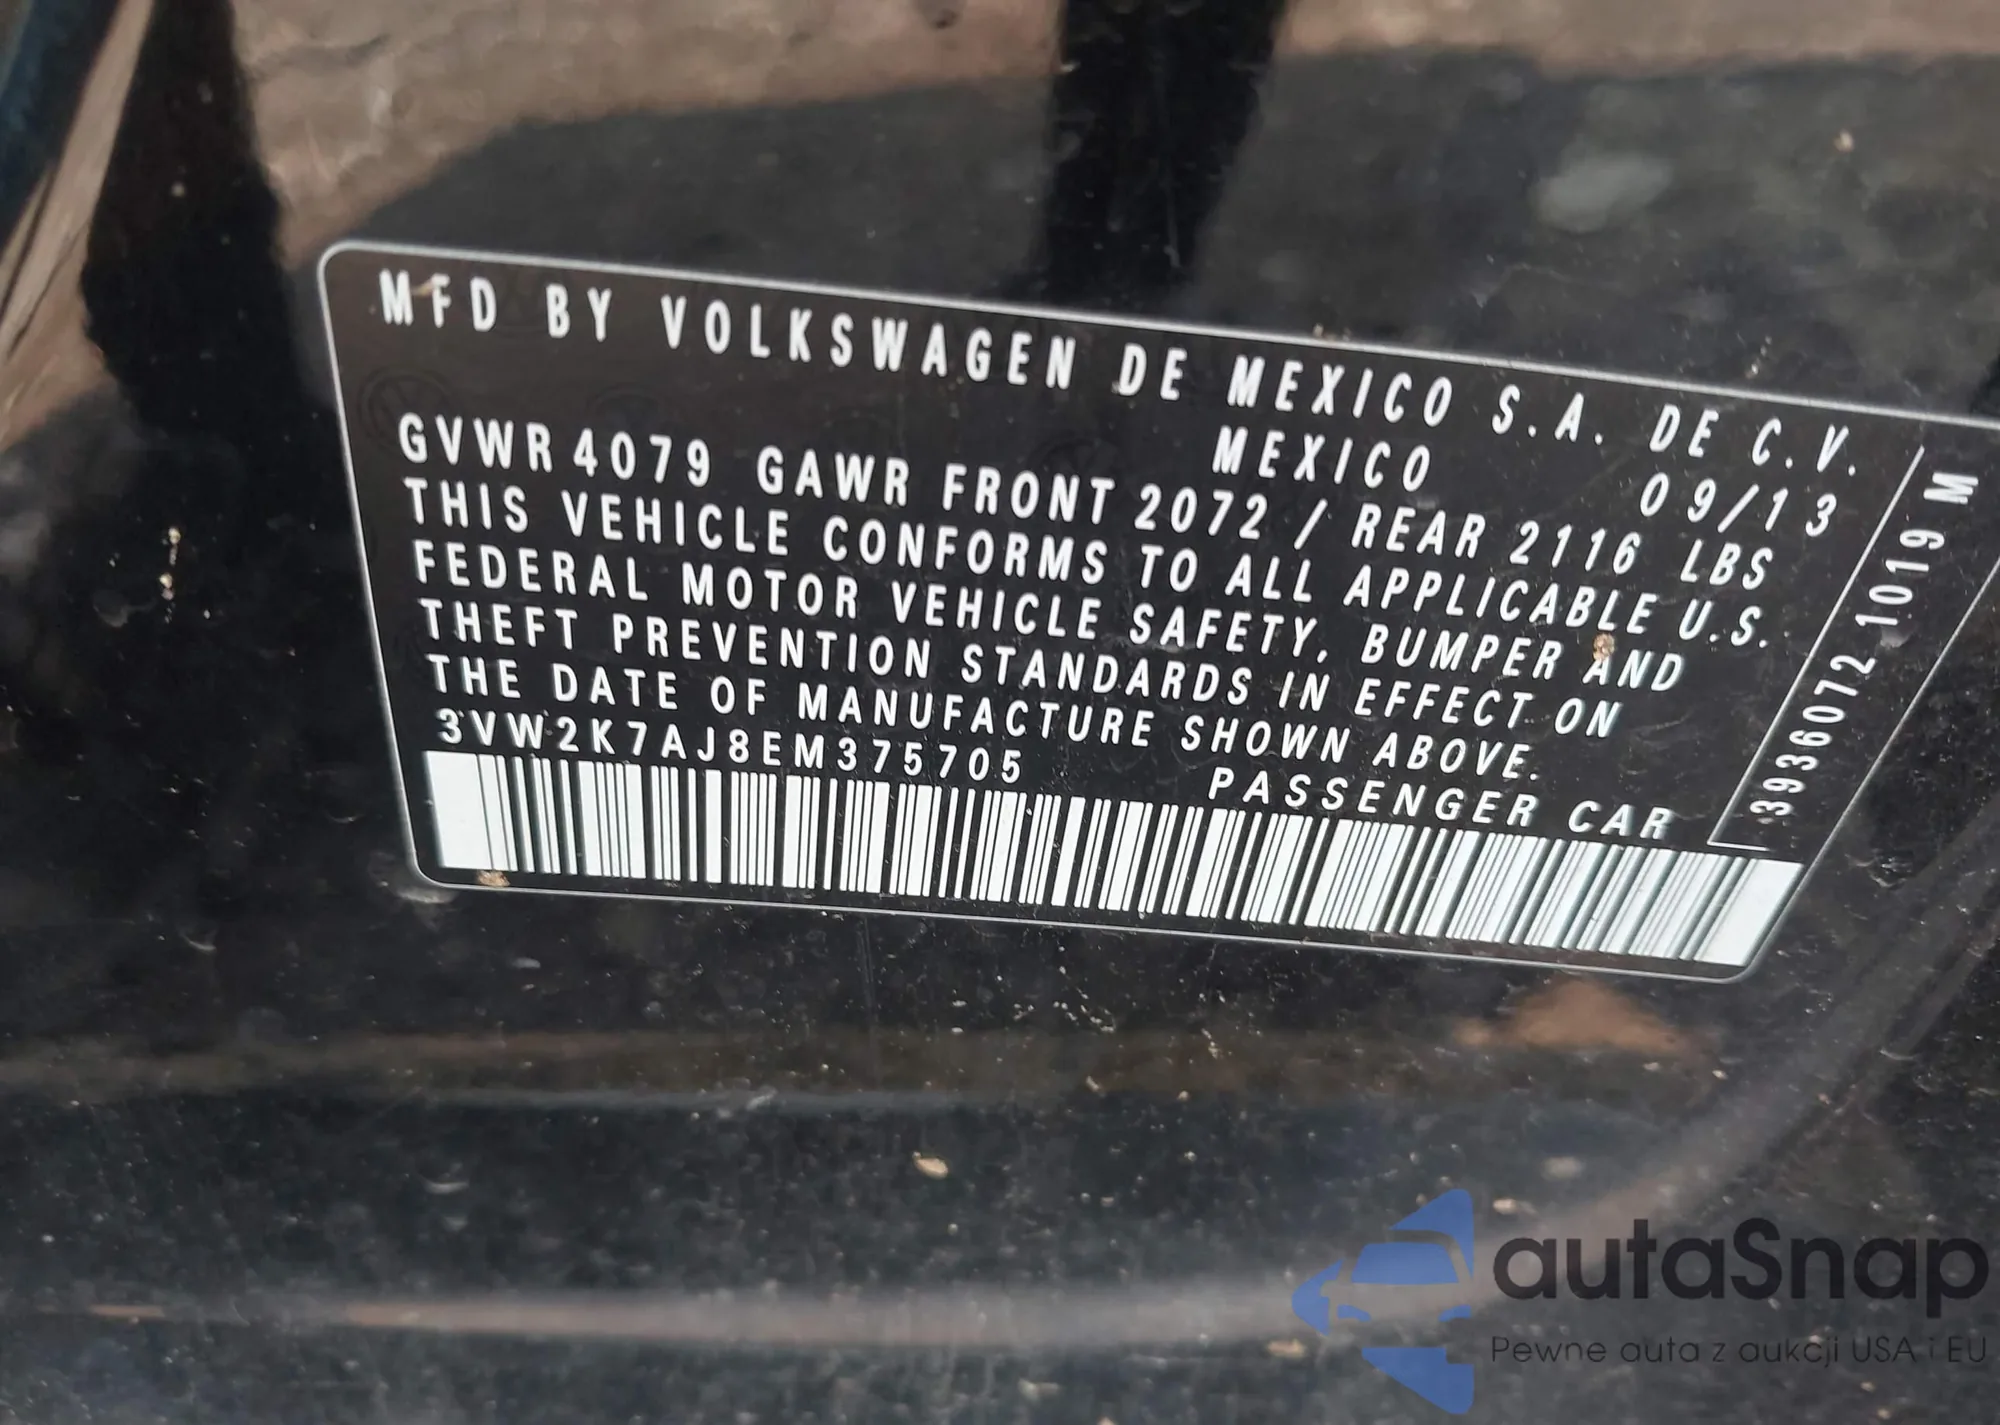 MFD BY VOLKSWAGEN DE MEXICO S.A. DE C.V.
MEXICO
09/13
GVWR 4079 GAWR FRONT 2072 / REAR 2116 LBS
THIS VEHICLE CONFORMS TO ALL APPLICABLE U.S.
FEDERAL MOTOR VEHICLE SAFETY, BUMPER AND
THEFT PREVENTION STANDARDS IN EFFECT ON
THE DATE OF MANUFACTURE SHOWN ABOVE.
3VW2K7AJ8EM375705
PASSENGER CAR
3936072 1019 M
autaSnap
Pewne auta z aukcji USA i EU